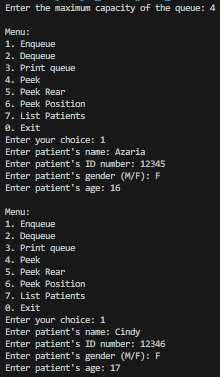 Enter the maximum capacity of the queue: 4
Menu:
1. Enqueue
2. Dequeue
3. Print queue
4. Peek
5. Peek Rear
6. Peek Position
7. List Patients
0. Exit
Enter your choice: 1
Enter patient's name: Azaria
Enter patient's ID number: 12345
Enter patient's gender (M/F): F
Enter patient's age: 16
Menu:
1. Enqueue
2. Dequeue
3. Print queue
4. Peek
5. Peek Rear
6. Peek Position
7. List Patients
0. Exit
Enter your choice: 1
Enter patient's name: Cindy
Enter patient's ID number: 12346
Enter patient's gender (M/F): F
Enter patient's age: 17